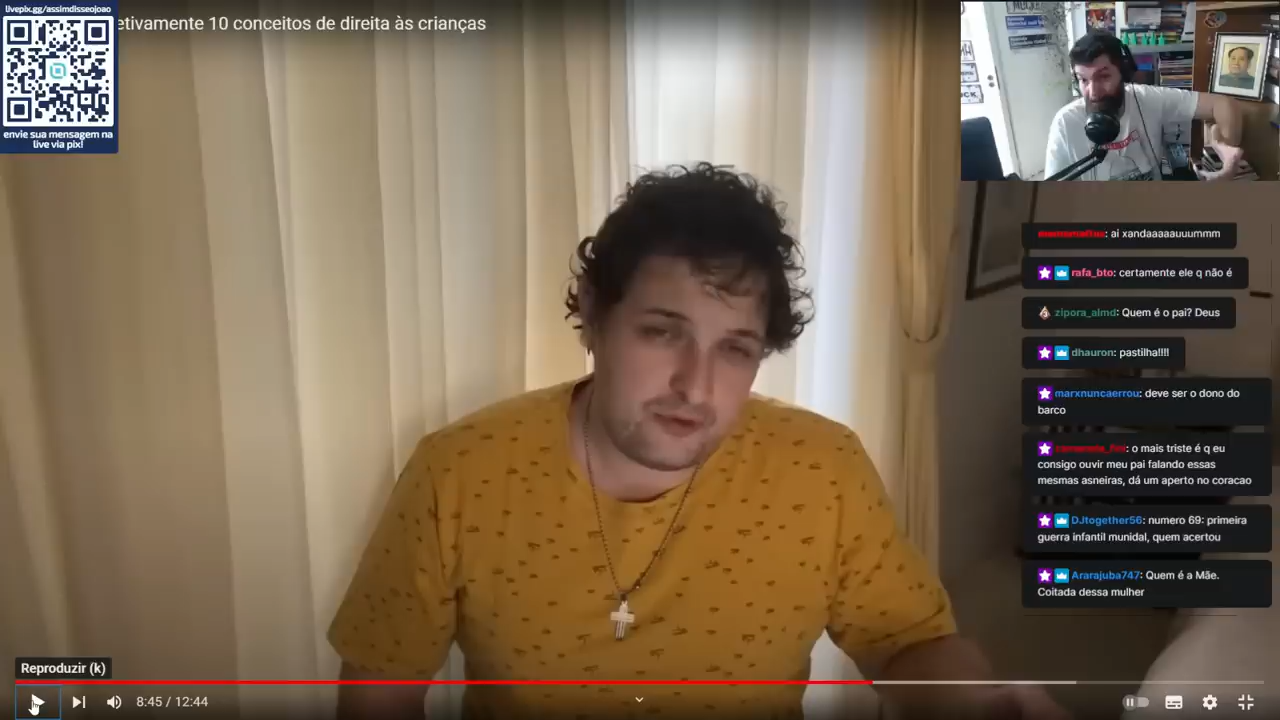 livepix.gg/assimdisseojoao
etivamente 10 conceitos de direita às crianças
envie sua mensagem na
live via pix!
: ai xandaaaaauuummm
rafa_bto: certamente ele q não é
zipora_almd: Quem é o pai? Deus
dhauron: pastilha!!!!
marxnuncaerrou: deve ser o dono do
barco
: o mais triste é q eu
consigo ouvir meu pai falando essas
mesmas asneiras, dá um aperto no coracao
DJtogether56: numero 69: primeira
guerra infantil munidal, quem acertou
Ararajuba747: Quem é a Mãe.
Coitada dessa mulher
Reproduzir (k)
8:45 / 12:44